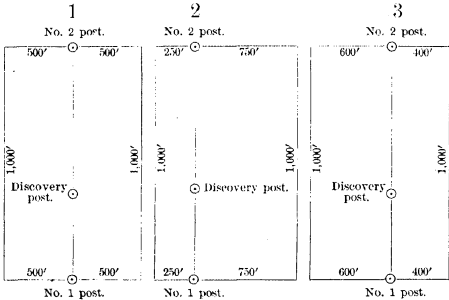 1 2 3
No. 2 post. No. 2 post. No. 2 post.
500′ 500′ 250′ 750′ 600′ 400′
1,000′ 1,000′ 1,000′ 1,000′ 1,000′ 1,000′
Discovery post. Discovery post. Discovery post.
500′ 500′ 250′ 750′ 600′ 400′
No. 1 post. No. 1 post. No. 1 post.